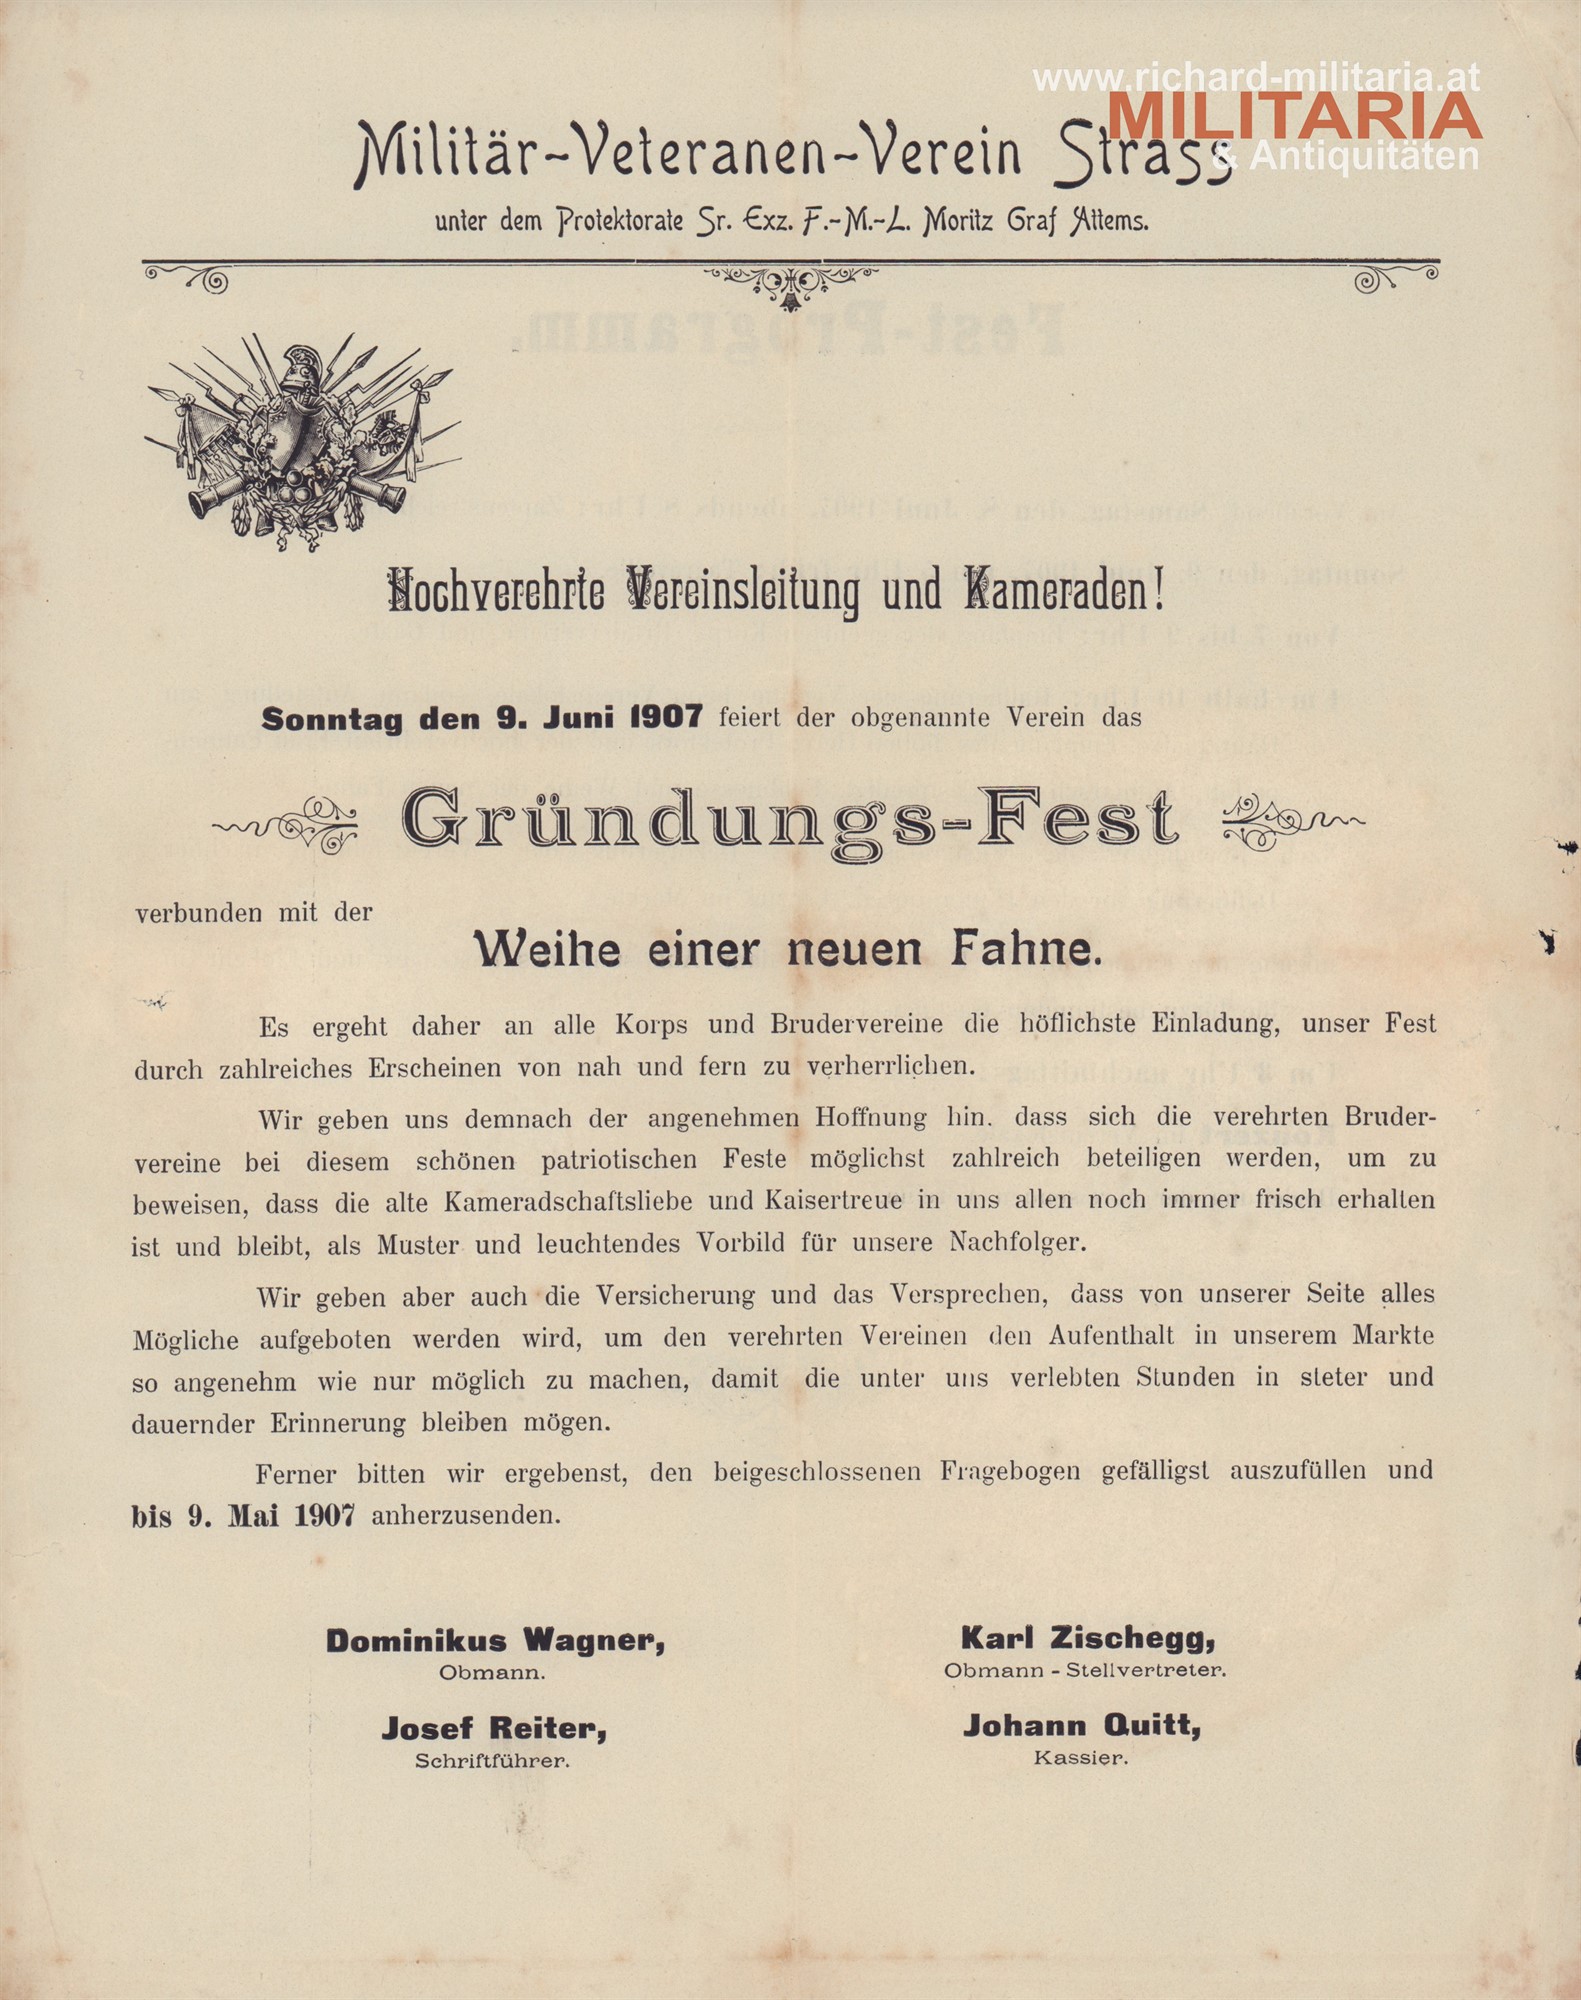 www.richard-militaria.at
MILITARIA
& Antiquitäten
Militär-Veteranen-Verein Strass
unter dem Protektorate Sr. Exz. F.-M.-L. Moritz Graf Attems.
Hochverehrte Vereinsleitung und Kameraden!
Sonntag den 9. Juni 1907 feiert der obgenannte Verein das
Gründungs-Fest
verbunden mit der
Weihe einer neuen Fahne.
Es ergeht daher an alle Korps und Brudervereine die höflichste Einladung, unser Fest
durch zahlreiches Erscheinen von nah und fern zu verherrlichen.
Wir geben uns demnach der angenehmen Hoffnung hin. dass sich die verehrten Bruder-
vereine bei diesem schönen patriotischen Feste möglichst zahlreich beteiligen werden, um zu
beweisen, dass die alte Kameradschaftsliebe und Kaisertreue in uns allen noch immer frisch erhalten
ist und bleibt, als Muster und leuchtendes Vorbild für unsere Nachfolger.
Wir geben aber auch die Versicherung und das Versprechen, dass von unserer Seite alles
Mögliche aufgeboten werden wird, um den verehrten Vereinen den Aufenthalt in unserem Markte
so angenehm wie nur möglich zu machen, damit die unter uns verlebten Stunden in steter und
dauernder Erinnerung bleiben mögen.
Ferner bitten wir ergebenst, den beigeschlossenen Fragebogen gefälligst auszufüllen und
bis 9. Mai 1907 anherzusenden.
Dominikus Wagner,
Obmann.
Karl Zischegg,
Obmann - Stellvertreter.
Josef Reiter,
Schriftführer.
Johann Quitt,
Kassier.